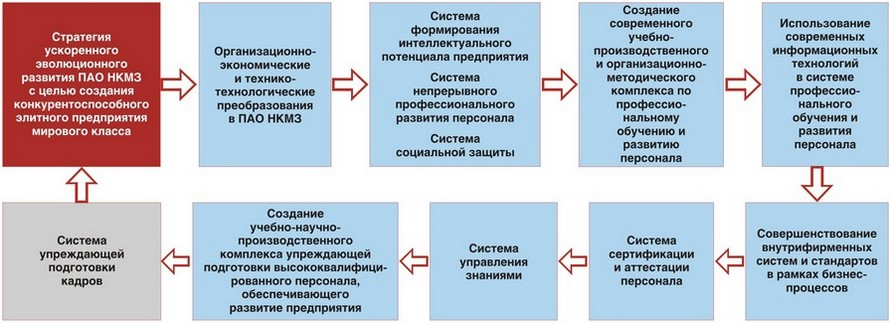 Стратегия
ускоренного
эволюционного
развития ПАО НКМЗ
с целью создания
конкурентоспособного
элитного предприятия
мирового класса
Организационно-
экономические
и технико-
технологические
преобразования
в ПАО НКМЗ
Система
формирования
интеллектуального
потенциала предприятия
Система
непрерывного
профессионального
развития персонала
Система
социальной защиты
Создание
современного
учебно-
производственного
и организационно-
методического
комплекса по
профессио-
нальному
обучению и
развитию
персонала
Использование
современных
информационных
технологий
в системе
профессио-
нального
обучения и
развития
персонала
Система
упреждающей
подготовки
кадров
Создание
учебно-научно-
производственного
комплекса упреждающей
подготовки высококвалифици-
рованного персонала,
обеспечивающего
развитие предприятия
Система
управления
знаниями
Система
сертификации
и аттестации
персонала
Совершенствование
внутрифирменных
систем и стандартов
в рамках бизнес-
процессов